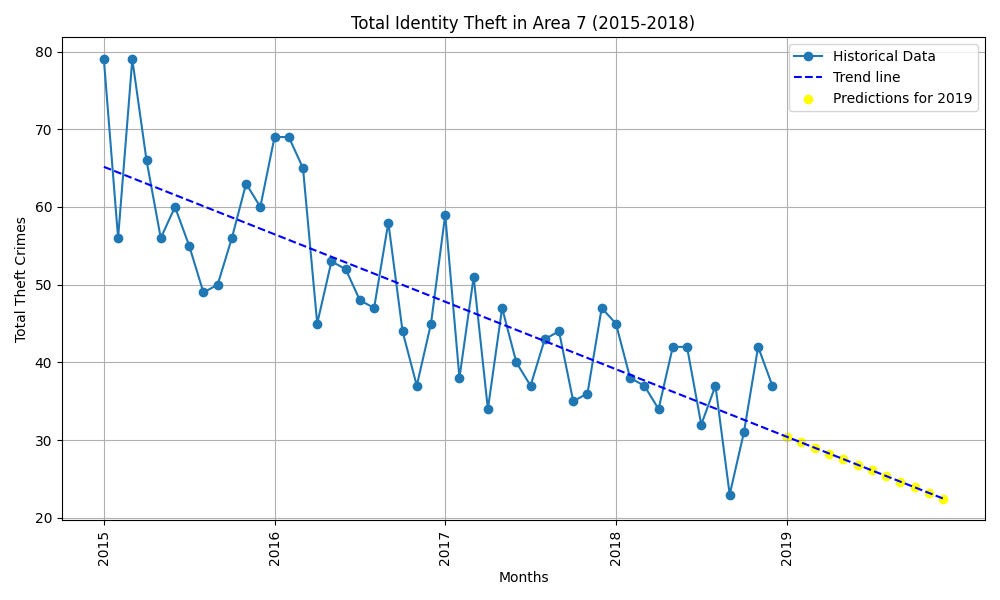 Total Identity Theft in Area 7 (2015-2018)
Historical Data
Trend line
Predictions for 2019
80
70
60
50
40
30
20
Total Theft Crimes
2015
2016
2017
2018
2019
Months